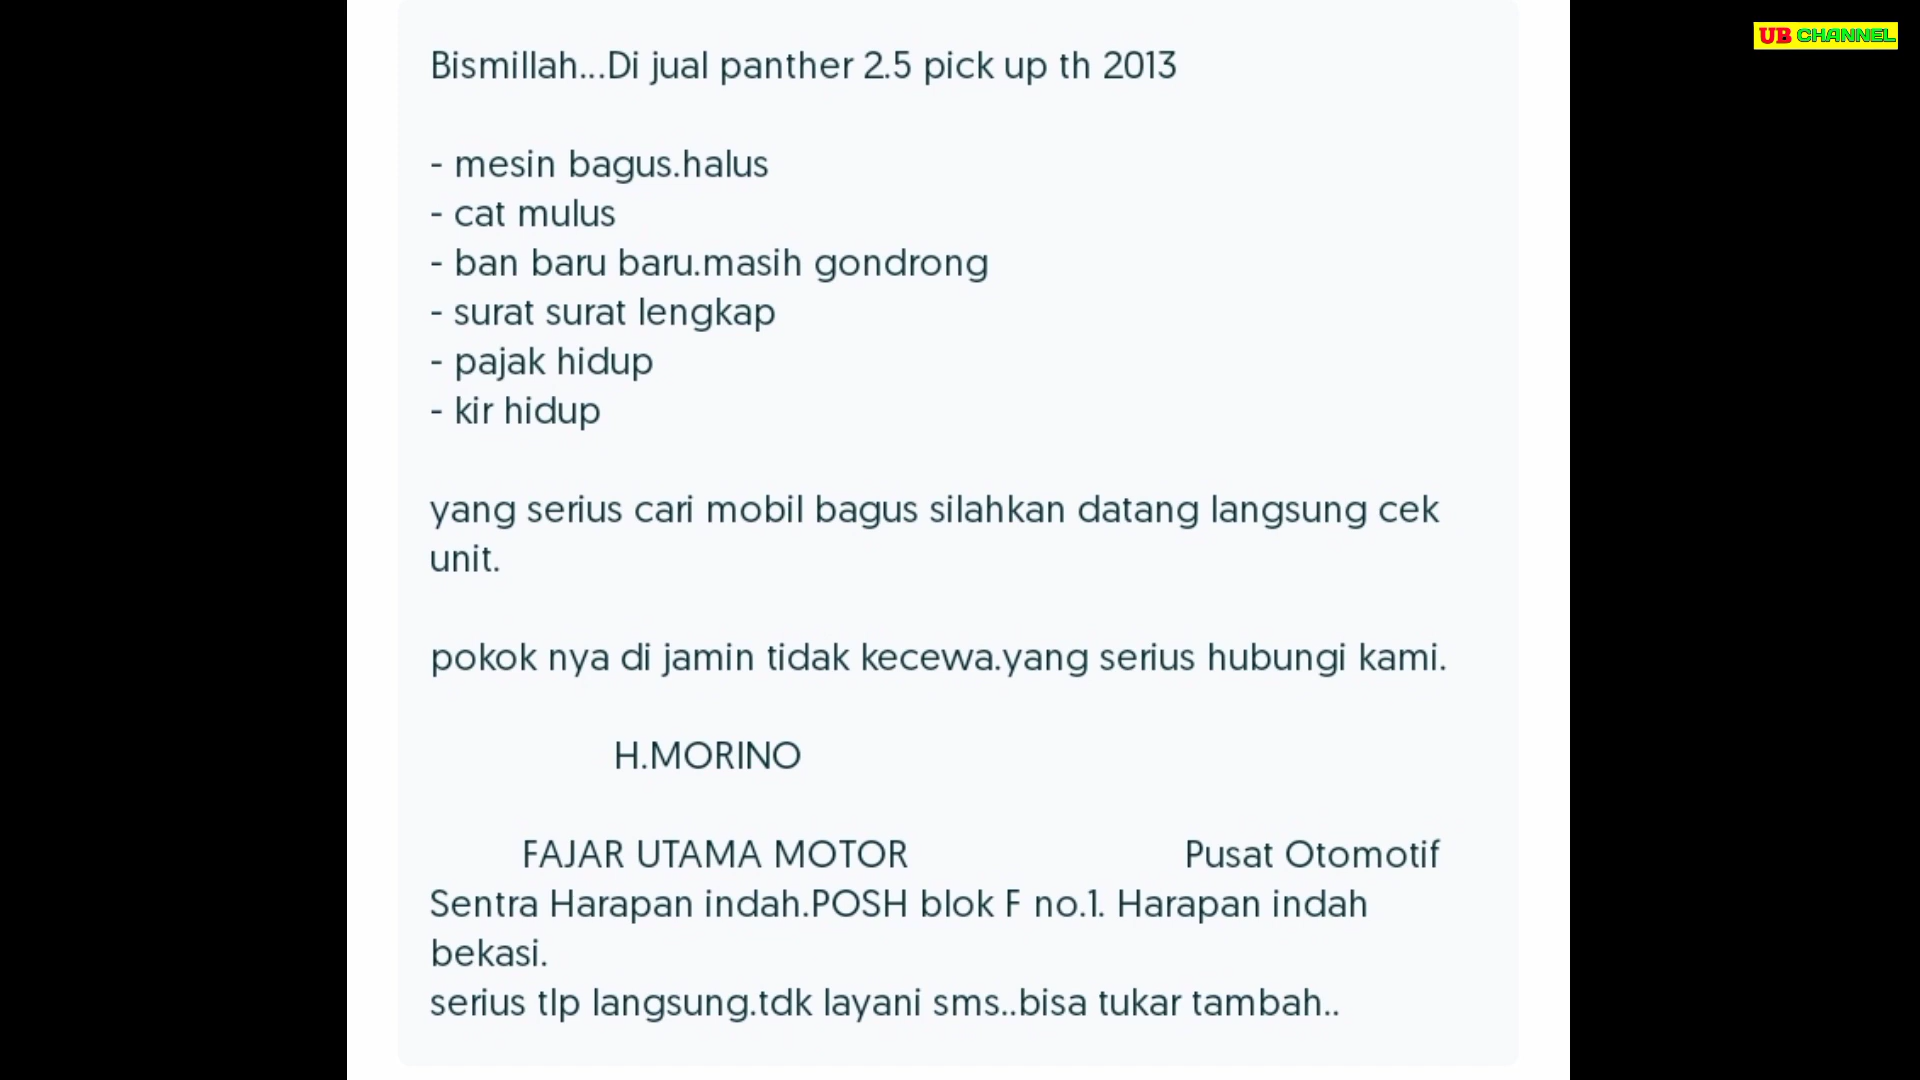 UB CHANNEL
Bismillah...Di jual panther 2.5 pick up th 2013
- mesin bagus.halus
- cat mulus
- ban baru baru.masih gondrong
- surat surat lengkap
- pajak hidup
- kir hidup
yang serius cari mobil bagus silahkan datang langsung cek
unit.
pokok nya di jamin tidak kecewa.yang serius hubungi kami.
H.MORINO
FAJAR UTAMA MOTOR Pusat Otomotif
Sentra Harapan indah.POSH blok F no.1. Harapan indah
bekasi.
serius tlp langsung.tdk layani sms..bisa tukar tambah..